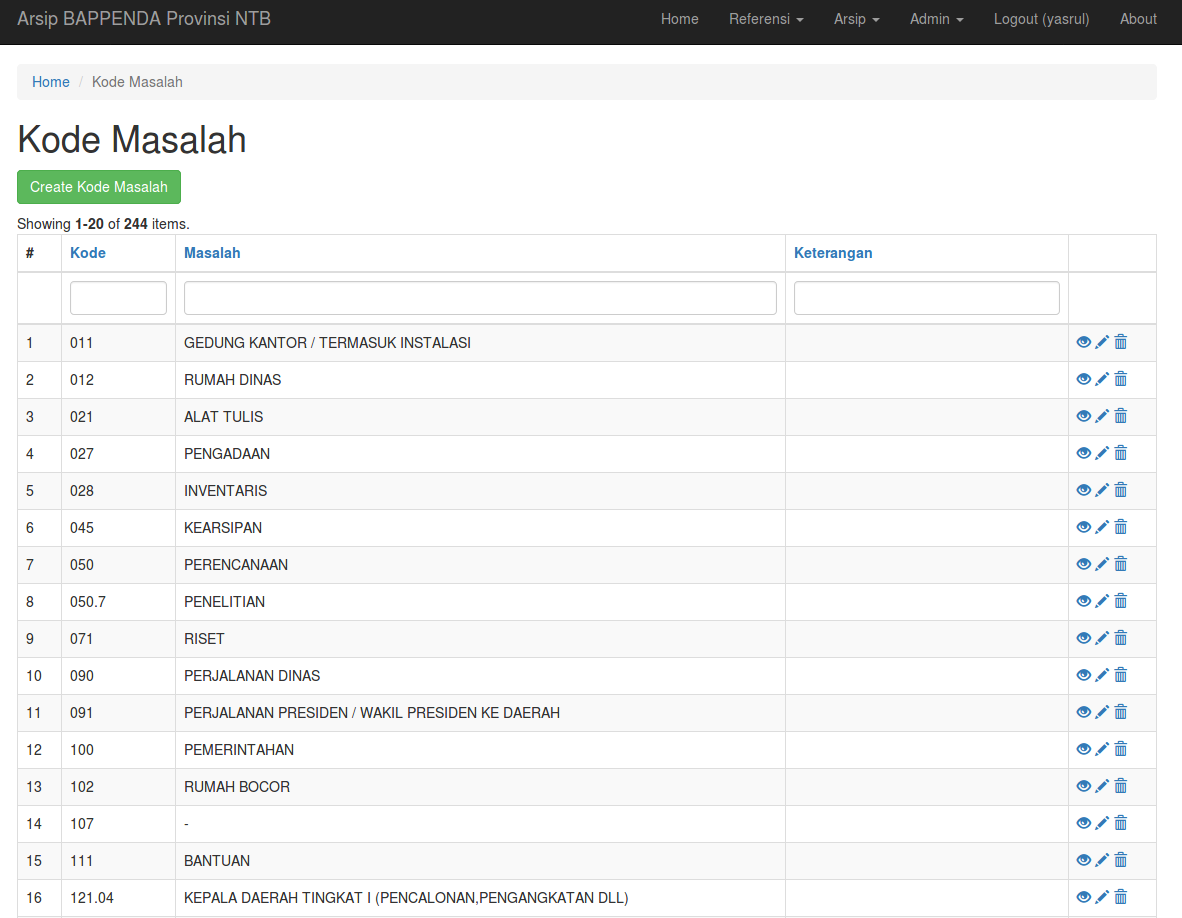 Arsip BAPPENDA Provinsi NTB Home Referensi Arsip Admin Logout (yasrul) About
Home / Kode Masalah
Kode Masalah
Create Kode Masalah
Showing 1-20 of 244 items.
# Kode Masalah Keterangan
1 011 GEDUNG KANTOR / TERMASUK INSTALASI
2 012 RUMAH DINAS
3 021 ALAT TULIS
4 027 PENGADAAN
5 028 INVENTARIS
6 045 KEARSIPAN
7 050 PERENCANAAN
8 050.7 PENELITIAN
9 071 RISET
10 090 PERJALANAN DINAS
11 091 PERJALANAN PRESIDEN / WAKIL PRESIDEN KE DAERAH
12 100 PEMERINTAHAN
13 102 RUMAH BOCOR
14 107 -
15 111 BANTUAN
16 121.04 KEPALA DAERAH TINGKAT I (PENCALONAN,PENGANGKATAN DLL)